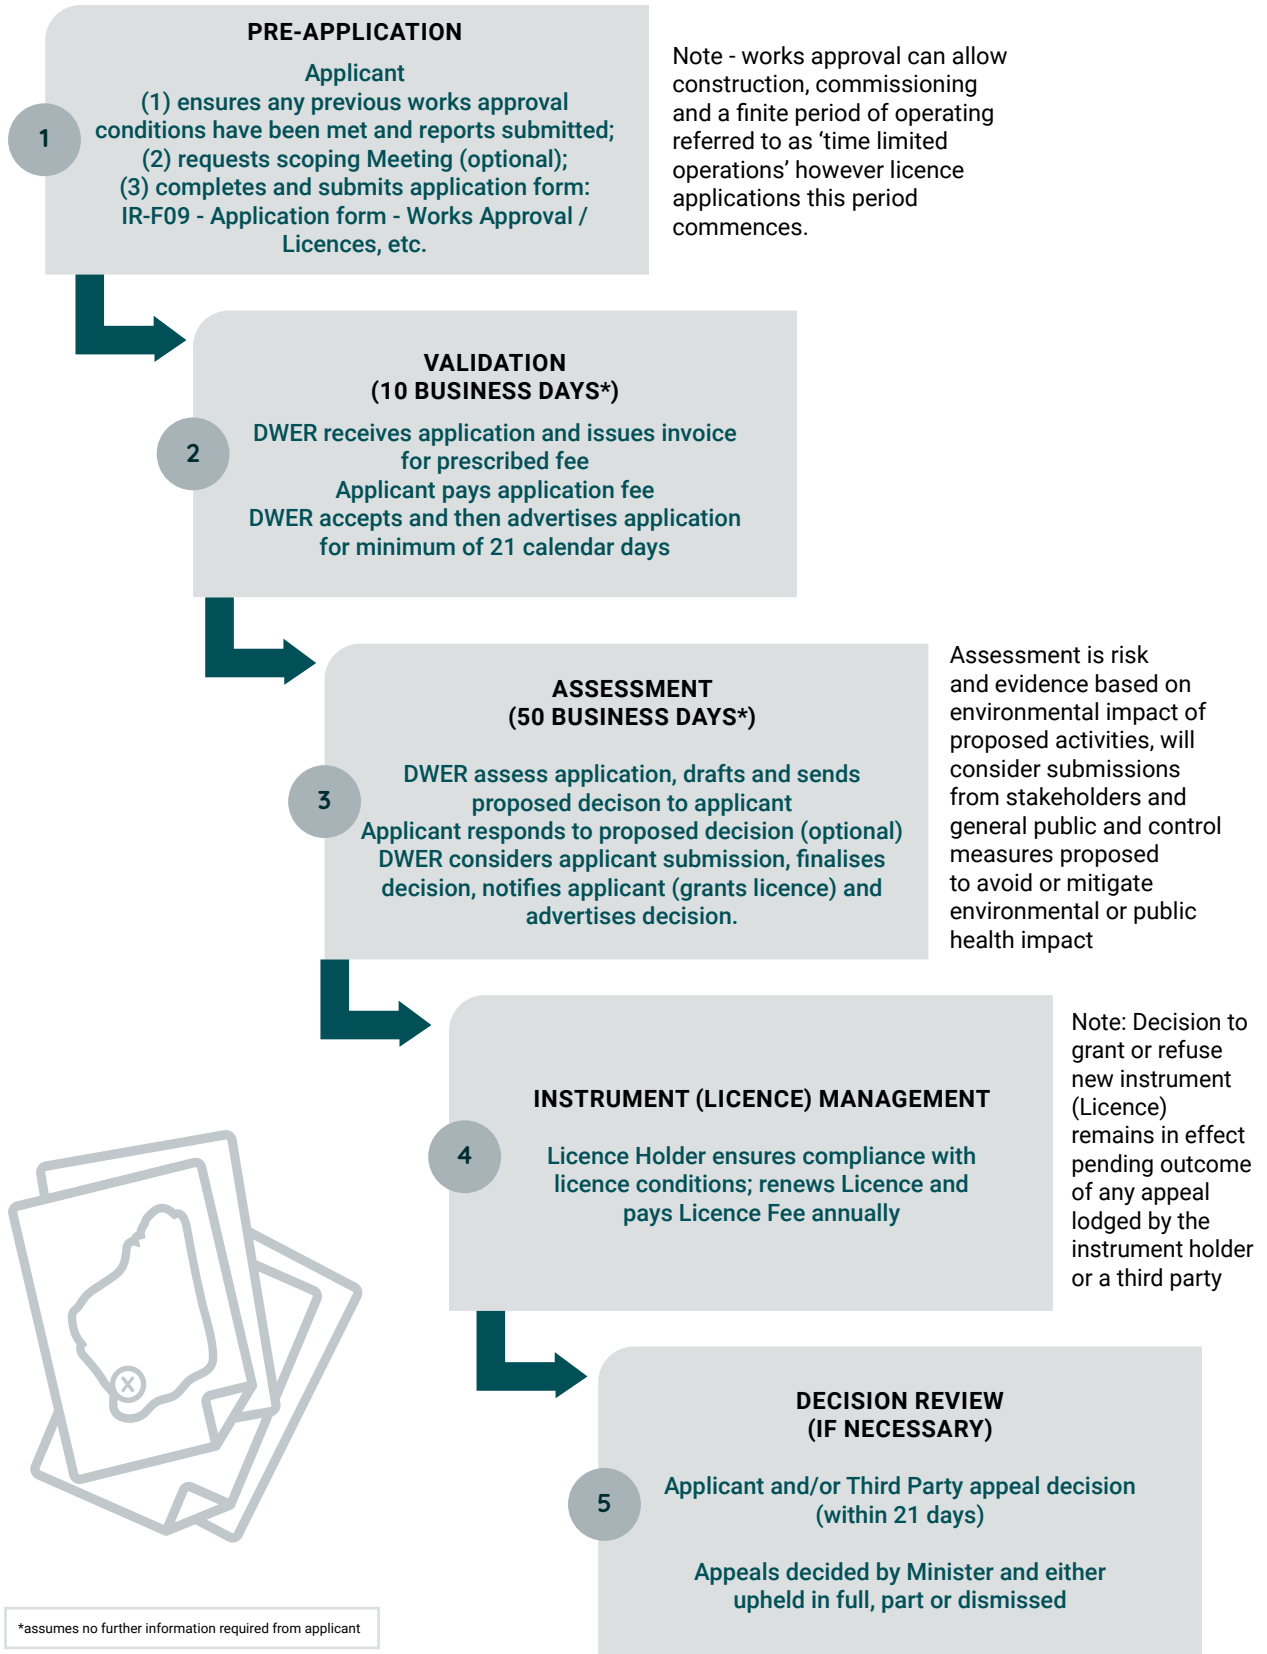 PRE-APPLICATION
Applicant
(1) ensures any previous works approval
conditions have been met and reports submitted;
(2) requests scoping Meeting (optional);
(3) completes and submits application form:
IR-F09 - Application form - Works Approval /
Licences, etc.
1
Note - works approval can allow
construction, commissioning
and a finite period of operating
referred to as ‘time limited
operations’ however licence
applications this period
commences.
VALIDATION
(10 BUSINESS DAYS*)
2
DWER receives application and issues invoice
for prescribed fee
Applicant pays application fee
DWER accepts and then advertises application
for minimum of 21 calendar days
ASSESSMENT
(50 BUSINESS DAYS*)
3
DWER assess application, drafts and sends
proposed decison to applicant
Applicant responds to proposed decision (optional)
DWER considers applicant submission, finalises
decision, notifies applicant (grants licence) and
advertises decision.
Assessment is risk
and evidence based on
environmental impact of
proposed activities, will
consider submissions
from stakeholders and
general public and control
measures proposed
to avoid or mitigate
environmental or public
health impact
INSTRUMENT (LICENCE) MANAGEMENT
4
Licence Holder ensures compliance with
licence conditions; renews Licence and
pays Licence Fee annually
Note: Decision to
grant or refuse
new instrument
(Licence)
remains in effect
pending outcome
of any appeal
lodged by the
instrument holder
or a third party
X
DECISION REVIEW
(IF NECESSARY)
5
Applicant and/or Third Party appeal decision
(within 21 days)
Appeals decided by Minister and either
upheld in full, part or dismissed
*assumes no further information required from applicant